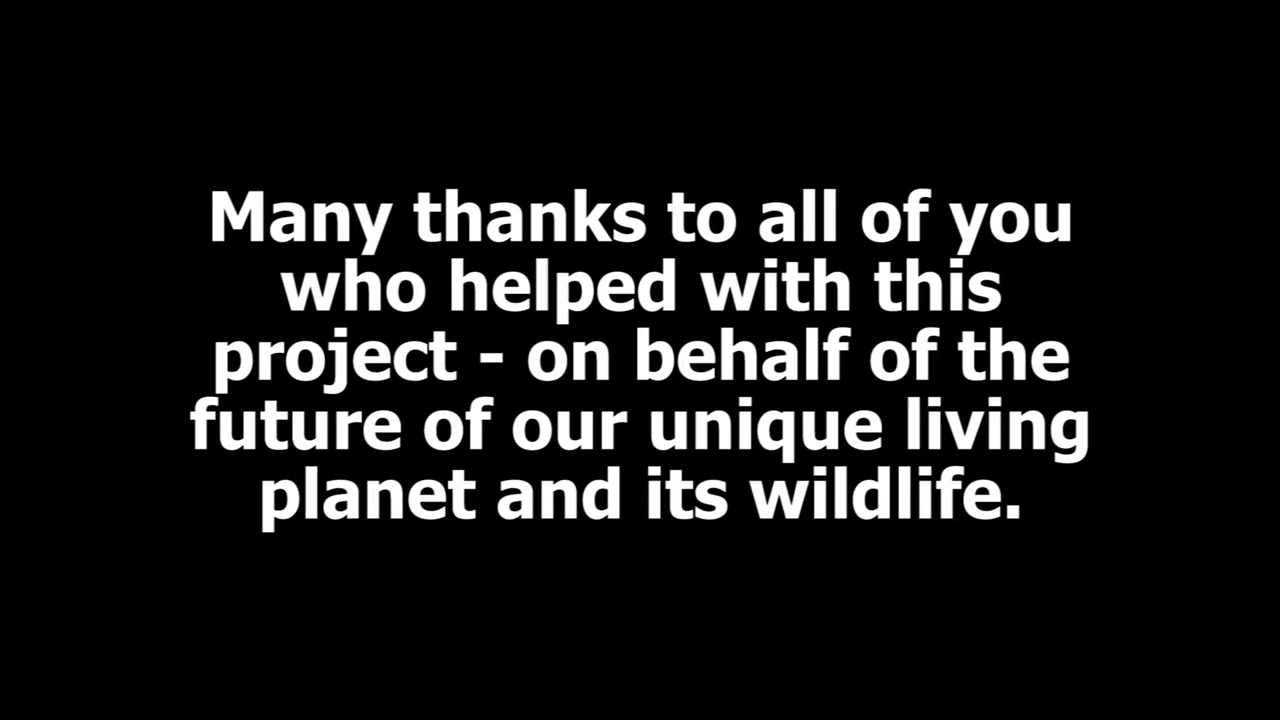 Many thanks to all of you
who helped with this
project - on behalf of the
future of our unique living
planet and its wildlife.